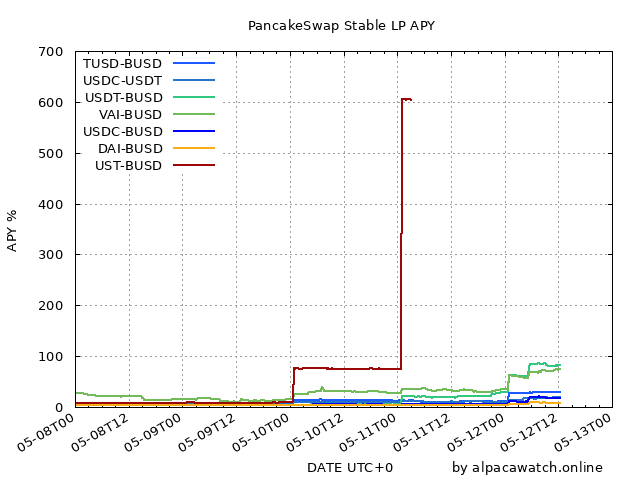 PancakeSwap Stable LP APY
700
600
500
400
300
200
100
0
APY %
TUSD-BUSD
USDC-USDT
USDT-BUSD
VAI-BUSD
USDC-BUSD
DAI-BUSD
UST-BUSD
05-08T00
05-08T12
05-09T00
05-09T12
05-10T00
05-10T12
05-11T00
05-11T12
05-12T00
05-12T12
05-13T00
DATE UTC+0
by alpacawatch.online